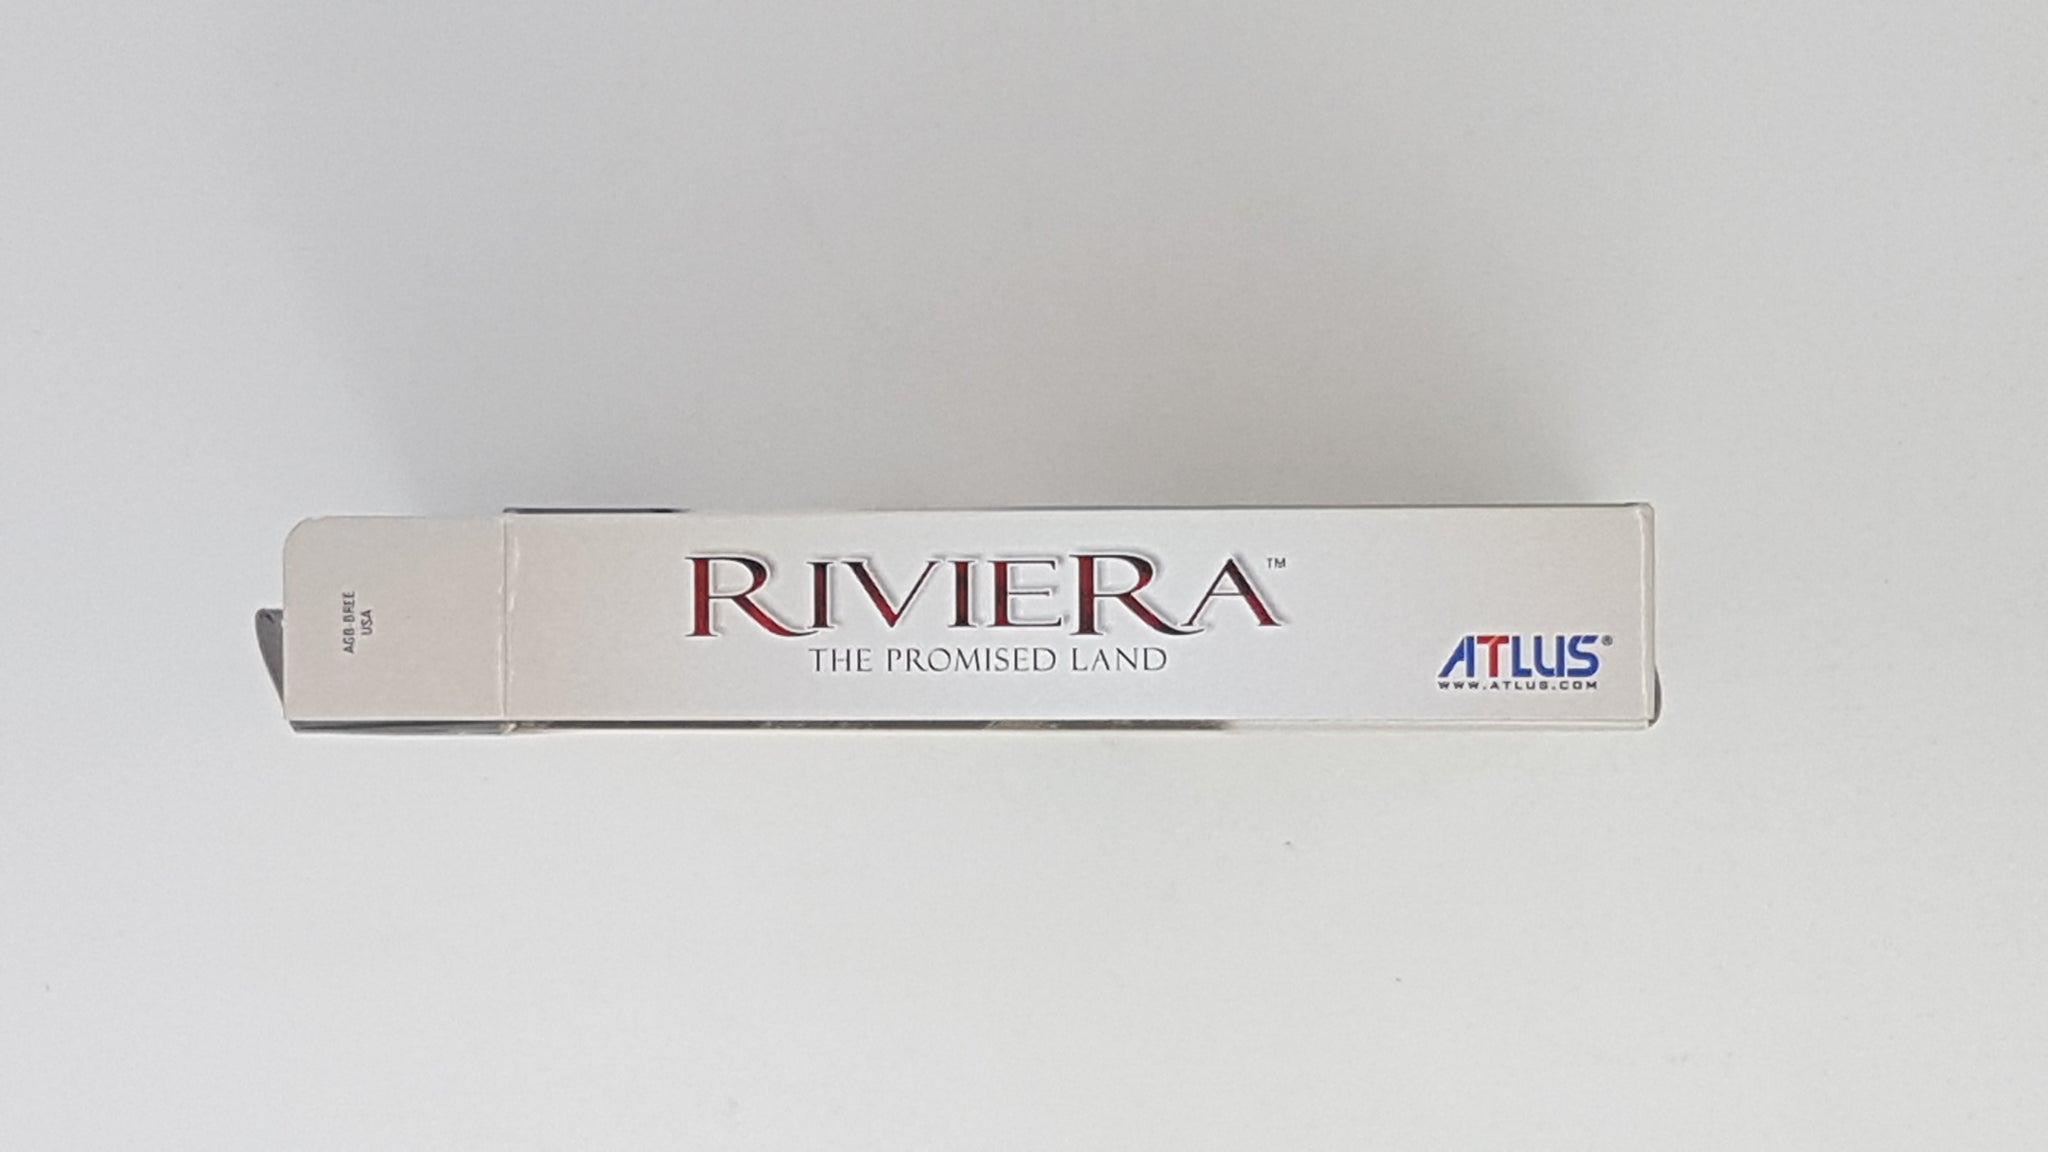 AGB-BREE
USA
RIVIERA™
THE PROMISED LAND
ATLUS®
WWW.ATLUS.COM